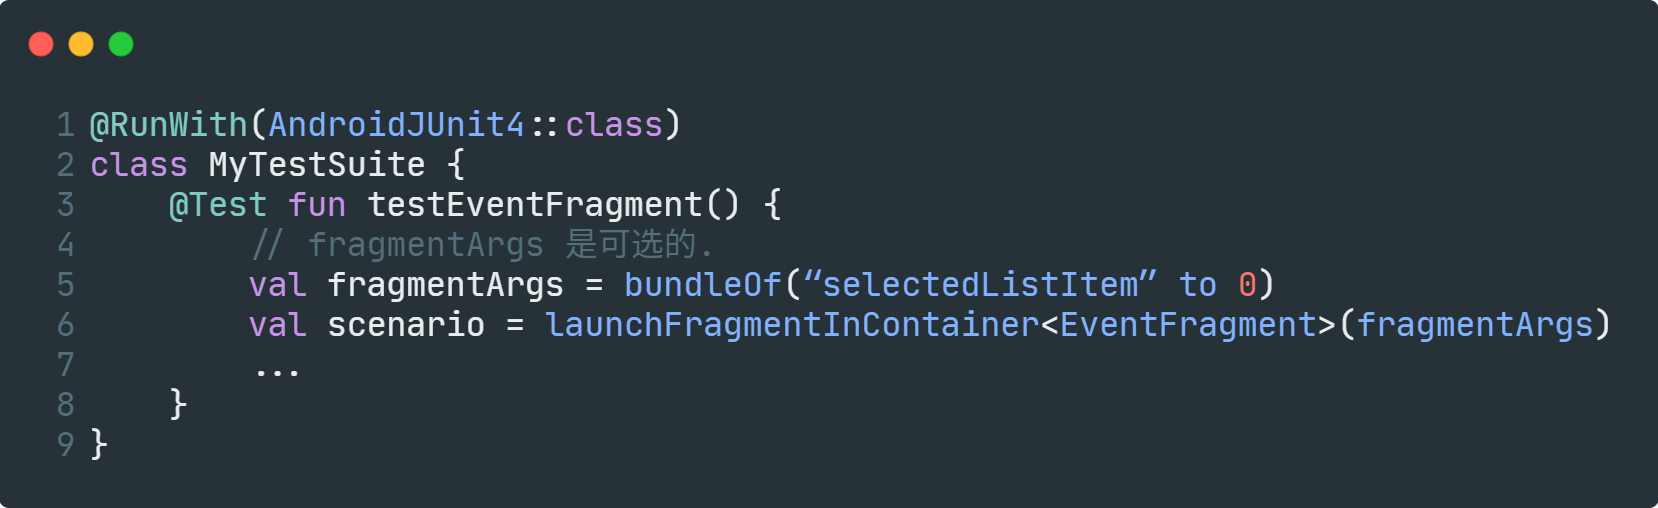 1 @RunWith(AndroidJUnit4::class)
2 class MyTestSuite {
3     @Test fun testEventFragment() {
4         // fragmentArgs 是可选的.
5         val fragmentArgs = bundleOf(“selectedListItem” to 0)
6         val scenario = launchFragmentInContainer<EventFragment>(fragmentArgs)
7         ...
8     }
9 }